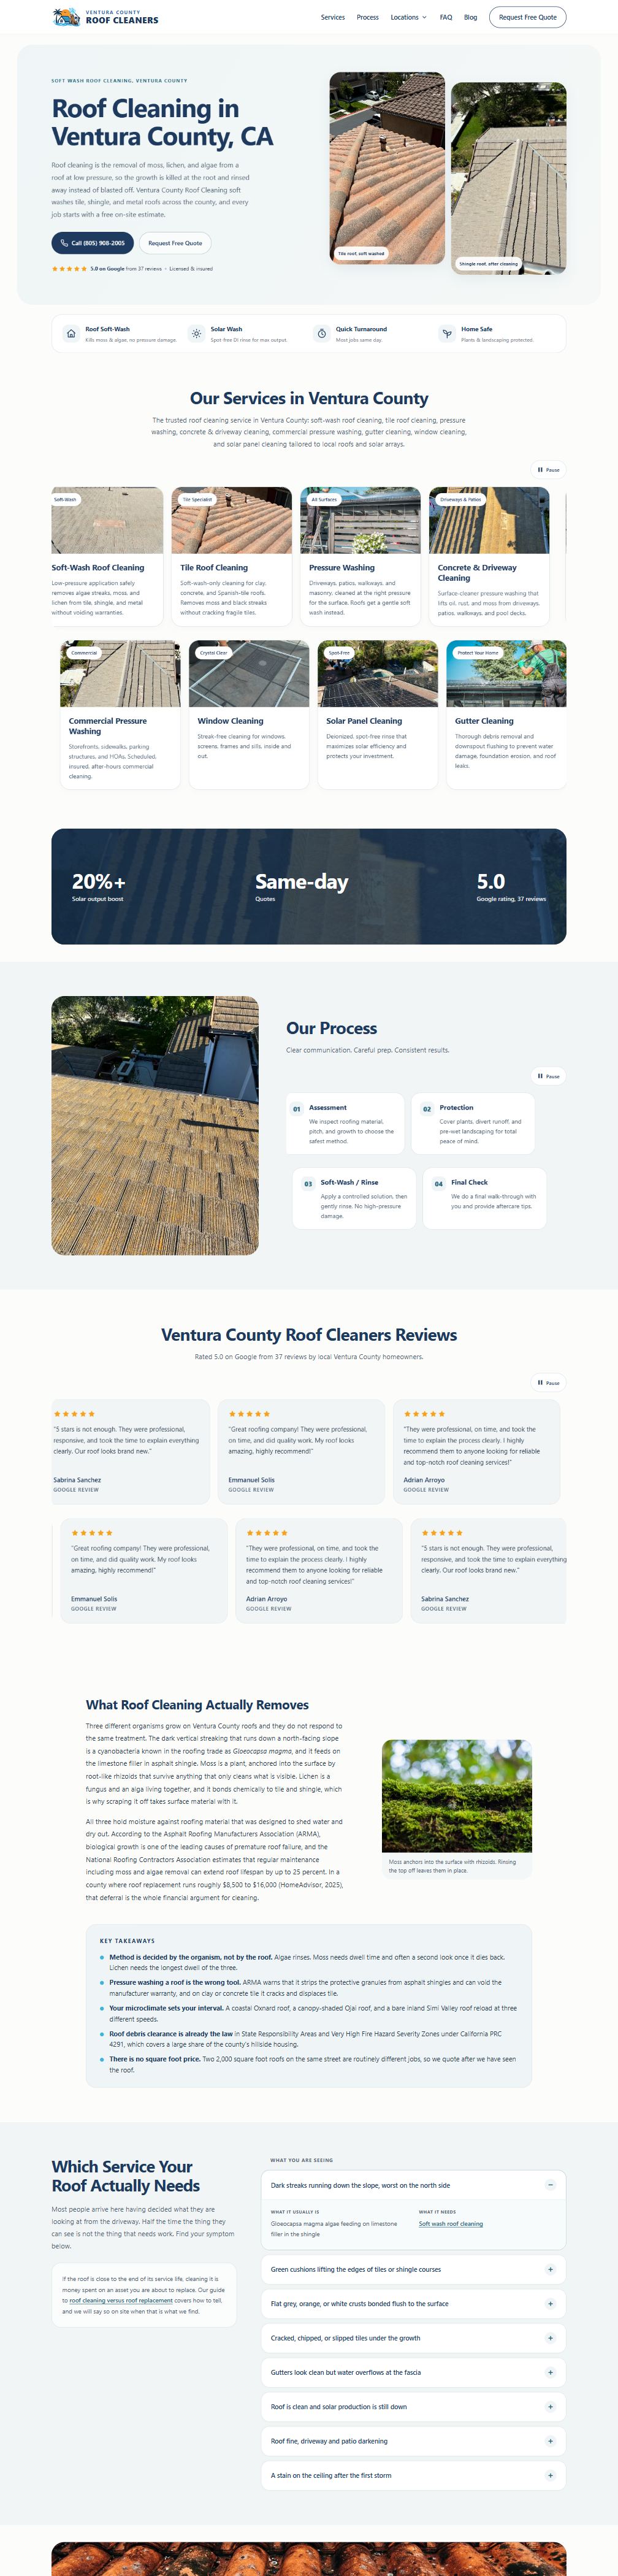 VENTURA COUNTY
ROOF CLEANERS
Services
Process
Locations
FAQ
Blog
Request Free Quote
SOFT WASH ROOF CLEANING, VENTURA COUNTY
Roof Cleaning in
Ventura County, CA
Roof cleaning is the removal of moss, lichen, and algae from a
roof at low pressure, so the growth is killed at the root and rinsed
away instead of blasted off. Ventura County Roof Cleaning soft
washes tile, shingle, and metal roofs across the county, and every
job starts with a free on-site estimate.
Call (805) 908-2005
Request Free Quote
5.0 on Google from 37 reviews · Licensed & insured
Tile roof, soft washed
Shingle roof, after cleaning
Roof Soft-Wash
Kills moss & algae, no pressure damage.
Solar Wash
Spot-free DI rinse for max output.
Quick Turnaround
Most jobs same day.
Home Safe
Plants & landscaping protected.
Our Services in Ventura County
The trusted roof cleaning service in Ventura County: soft-wash roof cleaning, tile roof cleaning, pressure
washing, concrete & driveway cleaning, commercial pressure washing, gutter cleaning, window cleaning,
and solar panel cleaning tailored to local roofs and solar arrays.
Pause
Soft-Wash
Soft-Wash Roof Cleaning
Low-pressure application safely
removes algae streaks, moss, and
lichen from tile, shingle, and metal
without voiding warranties.
Tile Specialist
Tile Roof Cleaning
Soft-wash-only cleaning for clay,
concrete, and Spanish-tile roofs.
Removes moss and black streaks
without cracking fragile tiles.
All Surfaces
Pressure Washing
Driveways, patios, walkways, and
masonry, cleaned at the right pressure
for the surface. Roofs get a gentle soft
wash instead.
Driveways & Patios
Concrete & Driveway
Cleaning
Surface-cleaner pressure washing that
lifts oil, rust, and moss from driveways,
patios, walkways, and pool decks.
Commercial
Commercial Pressure
Washing
Storefronts, sidewalks, parking
structures, and HOAs. Scheduled,
insured, after-hours commercial
cleaning.
Crystal Clear
Window Cleaning
Streak-free cleaning for windows,
screens, frames and sills, inside and
out.
Spot-Free
Solar Panel Cleaning
Deionized, spot-free rinse that
maximizes solar efficiency and
protects your investment.
Protect Your Home
Gutter Cleaning
Thorough debris removal and
downspout flushing to prevent water
damage, foundation erosion, and roof
leaks.
20%+
Solar output boost
Same-day
Quotes
5.0
Google rating, 37 reviews
Our Process
Clear communication. Careful prep. Consistent results.
Pause
01
Assessment
We inspect roofing material,
pitch, and growth to choose the
safest method.
02
Protection
Cover plants, divert runoff, and
pre-wet landscaping for total
peace of mind.
03
Soft-Wash / Rinse
Apply a controlled solution, then
gently rinse. No high-pressure
damage.
04
Final Check
We do a final walk-through with
you and provide aftercare tips.
Ventura County Roof Cleaners Reviews
Rated 5.0 on Google from 37 reviews by local Ventura County homeowners.
Pause
"5 stars is not enough. They were professional,
responsive, and took the time to explain everything
clearly. Our roof looks brand new."
Sabrina Sanchez
GOOGLE REVIEW
"Great roofing company! They were professional,
on time, and did quality work. My roof looks
amazing, highly recommend!"
Emmanuel Solis
GOOGLE REVIEW
"They were professional, on time, and took the
time to explain the process clearly. I highly
recommend them to anyone looking for reliable
and top-notch roof cleaning services!"
Adrian Arroyo
GOOGLE REVIEW
"Great roofing company! They were professional,
on time, and did quality work. My roof looks
amazing, highly recommend!"
Emmanuel Solis
GOOGLE REVIEW
"They were professional, on time, and took the
time to explain the process clearly. I highly
recommend them to anyone looking for reliable
and top-notch roof cleaning services!"
Adrian Arroyo
GOOGLE REVIEW
"5 stars is not enough. They were professional,
responsive, and took the time to explain everything
clearly. Our roof looks brand new."
Sabrina Sanchez
GOOGLE REVIEW
What Roof Cleaning Actually Removes
Three different organisms grow on Ventura County roofs and they do not respond to
the same treatment. The dark vertical streaking that runs down a north-facing slope
is a cyanobacteria known in the roofing trade as Gloeocapsa magma, and it feeds on
the limestone filler in asphalt shingle. Moss is a plant, anchored into the surface by
root-like rhizoids that survive anything that only cleans what is visible. Lichen is a
fungus and an alga living together, and it bonds chemically to tile and shingle, which
is why scraping it off takes surface material with it.
All three hold moisture against roofing material that was designed to shed water and
dry out. According to the Asphalt Roofing Manufacturers Association (ARMA),
biological growth is one of the leading causes of premature roof failure, and the
National Roofing Contractors Association estimates that regular maintenance
including moss and algae removal can extend roof lifespan by up to 25 percent. In a
county where roof replacement runs roughly $8,500 to $16,000 (HomeAdvisor, 2025),
that deferral is the whole financial argument for cleaning.
Moss anchors into the surface with rhizoids. Rinsing
the top off leaves them in place.
KEY TAKEAWAYS
Method is decided by the organism, not by the roof. Algae rinses. Moss needs dwell time and often a second look once it dies back.
Lichen needs the longest dwell of the three.
Pressure washing a roof is the wrong tool. ARMA warns that it strips the protective granules from asphalt shingles and can void the
manufacturer warranty, and on clay or concrete tile it cracks and displaces tile.
Your microclimate sets your interval. A coastal Oxnard roof, a canopy-shaded Ojai roof, and a bare inland Simi Valley roof reload at three
different speeds.
Roof debris clearance is already the law in State Responsibility Areas and Very High Fire Hazard Severity Zones under California PRC
4291, which covers a large share of the county's hillside housing.
There is no square foot price. Two 2,000 square foot roofs on the same street are routinely different jobs, so we quote after we have seen
the roof.
Which Service Your
Roof Actually Needs
Most people arrive here having decided what they are
looking at from the driveway. Half the time the thing they
can see is not the thing that needs work. Find your symptom
below.
If the roof is close to the end of its service life, cleaning it is
money spent on an asset you are about to replace. Our guide
to roof cleaning versus roof replacement covers how to tell,
and we will say so on site when that is what we find.
WHAT YOU ARE SEEING
Dark streaks running down the slope, worst on the north side
WHAT IT USUALLY IS
Gloeocapsa magma algae feeding on limestone
filler in the shingle
WHAT IT NEEDS
Soft wash roof cleaning
Green cushions lifting the edges of tiles or shingle courses
Flat grey, orange, or white crusts bonded flush to the surface
Cracked, chipped, or slipped tiles under the growth
Gutters look clean but water overflows at the fascia
Roof is clean and solar production is still down
Roof fine, driveway and patio darkening
A stain on the ceiling after the first storm